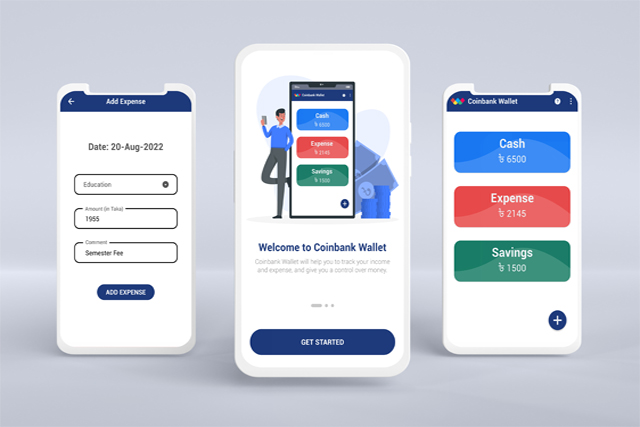 Add Expense
Date: 20-Aug-2022
Education
Amount (in Taka)
1955
Comment
Semester Fee
ADD EXPENSE
Coinbank Wallet
Cash
৳ 6500
Expense
৳ 2145
Savings
৳ 1500
Welcome to Coinbank Wallet
Coinbank Wallet will help you to track your income
and expense, and give you a control over money.
GET STARTED
Coinbank Wallet
Cash
৳ 6500
Expense
৳ 2145
Savings
৳ 1500